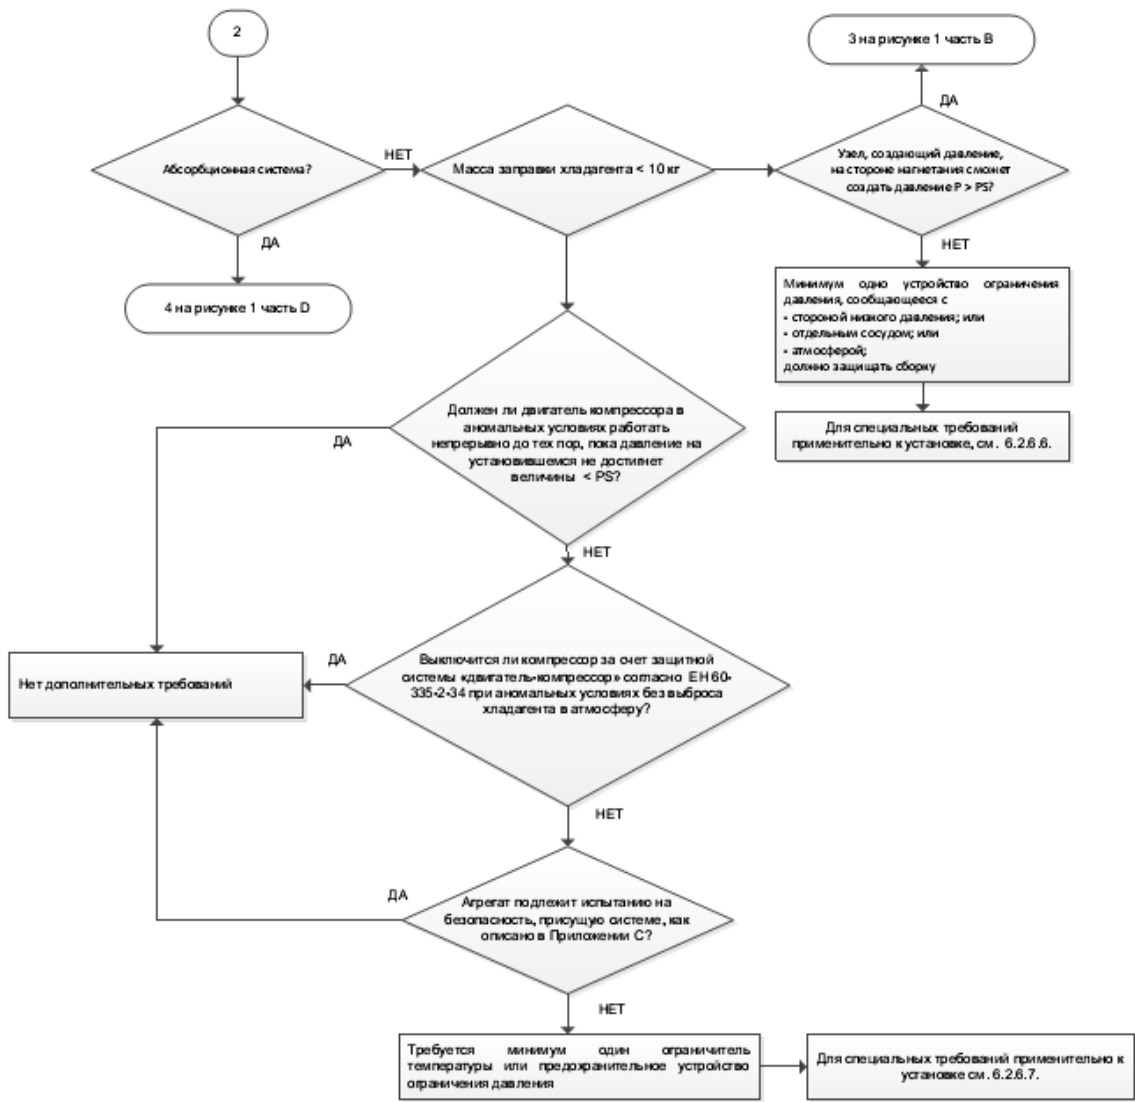 2
3 на рисунке 1 часть В
ДА
Абсорбционная система?
НЕТ
Масса заправки хладагента < 10 кг
Узел, создающий давление,
на стороне нагнетания сможет
создать давление P > PS?
ДА
НЕТ
4 на рисунке 1 часть D
Минимум одно устройство ограничения
давления, сообщающееся с
- стороной низкого давления; или
- отдельным сосудом; или
- атмосферой;
должно защищать сборку
Для специальных требований
применительно к установке, см. 6.2.6.6.
Должен ли двигатель компрессора в
аномальных условиях работать
непрерывно до тех пор, пока давление на
установившемся не достигнет
величины < PS?
ДА
НЕТ
Выключится ли компрессор за счет защитной
системы «двигатель-компрессор» согласно ЕН 60-
335-2-34 при аномальных условиях без выброса
хладагента в атмосферу?
ДА
Нет дополнительных требований
НЕТ
ДА
Агрегат подлежит испытанию на
безопасность, присущую системе, как
описано в Приложении С?
НЕТ
Требуется минимум один ограничитель
температуры или предохранительное устройство
ограничения давления
Для специальных требований применительно к
установке см. 6.2.6.7.